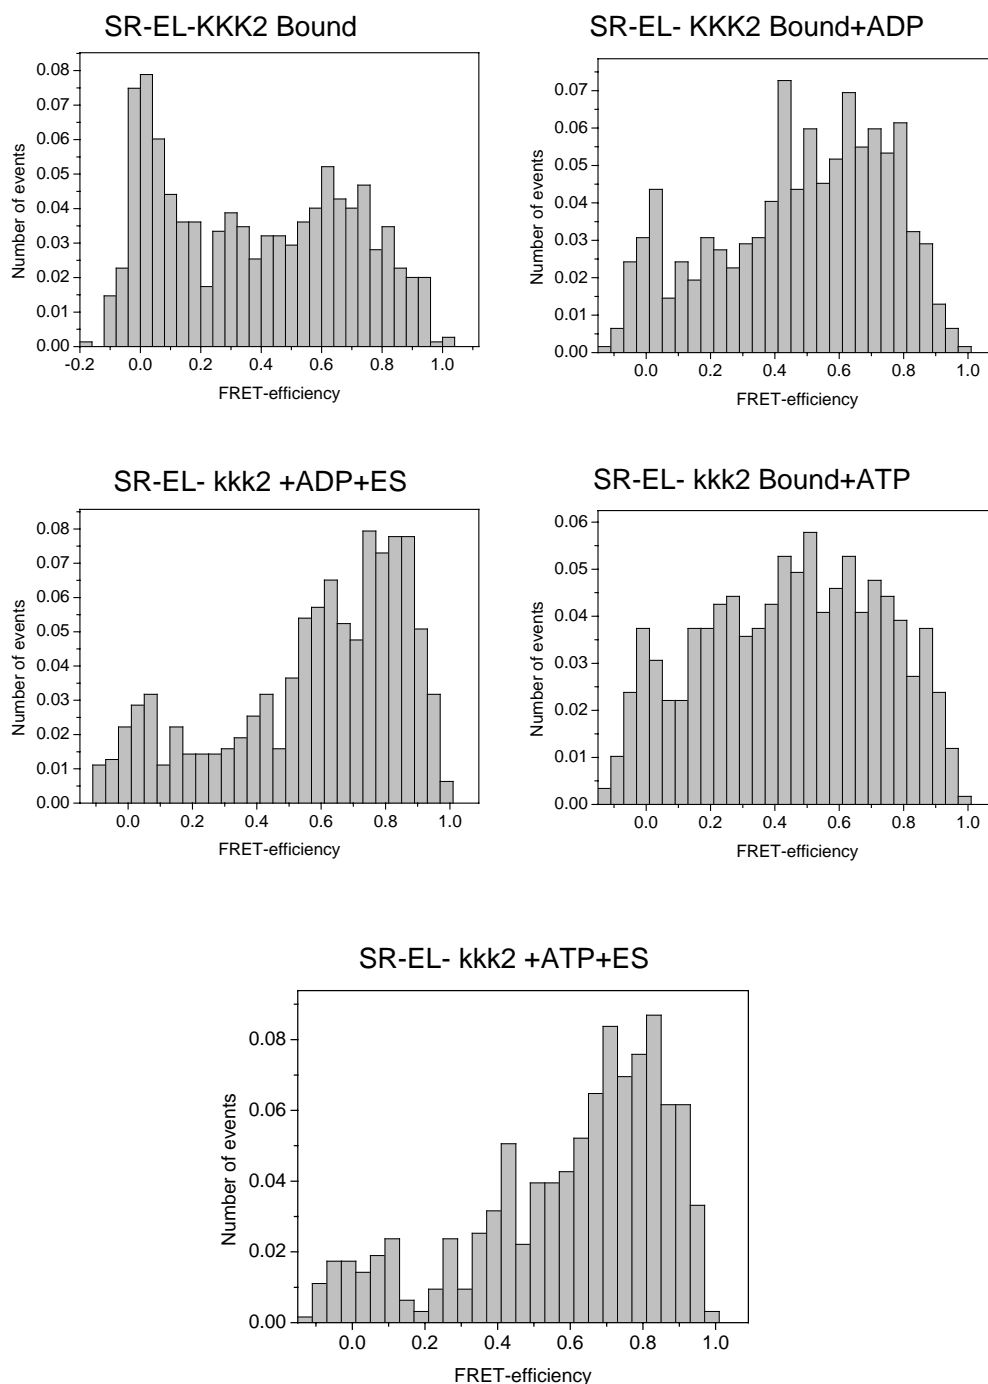 SR-EL-KKK2 Bound
SR-EL- KKK2 Bound+ADP
Number of events
0.08
0.07
0.06
0.05
0.04
0.03
0.02
0.01
0.00
-0.2 0.0 0.2 0.4 0.6 0.8 1.0
FRET-efficiency
Number of events
0.07
0.06
0.05
0.04
0.03
0.02
0.01
0.00
0.0 0.2 0.4 0.6 0.8 1.0
FRET-efficiency
SR-EL- kkk2 +ADP+ES
SR-EL- kkk2 Bound+ATP
Number of events
0.08
0.07
0.06
0.05
0.04
0.03
0.02
0.01
0.00
0.0 0.2 0.4 0.6 0.8 1.0
FRET-efficiency
Number of events
0.06
0.05
0.04
0.03
0.02
0.01
0.00
0.0 0.2 0.4 0.6 0.8 1.0
FRET-efficiency
SR-EL- kkk2 +ATP+ES
Number of events
0.08
0.06
0.04
0.02
0.00
0.0 0.2 0.4 0.6 0.8 1.0
FRET-efficiency